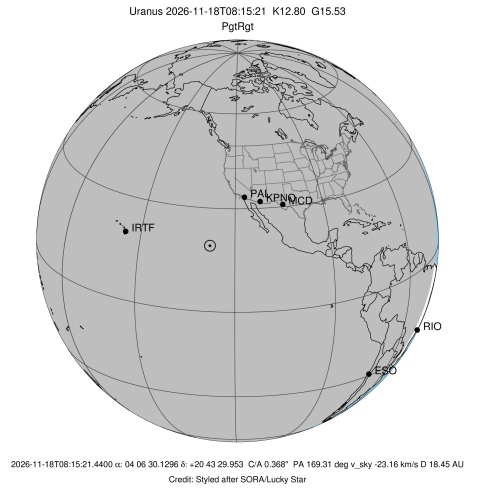 Uranus 2026-11-18T08:15:21 K12.80 G15.53
PgtRgt
PAL
KPNO
MCD
IRTF
RIO
ESO
2026-11-18T08:15:21.4400 α: 04 06 30.1296 δ: +20 43 29.953 C/A 0.368" PA 169.31 deg v_sky -23.16 km/s D 18.45 AU
Credit: Styled after SORA/Lucky Star